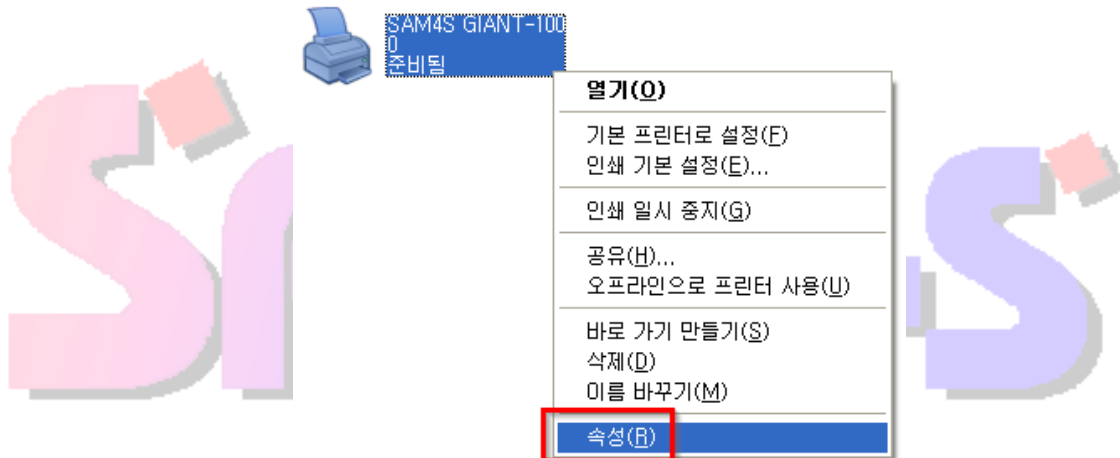 SAM4S GIANT-100
0
준비됨
열기(O)
기본 프린터로 설정(F)
인쇄 기본 설정(E)...
인쇄 일시 중지(G)
공유(H)...
오프라인으로 프린터 사용(U)
바로 가기 만들기(S)
삭제(D)
이름 바꾸기(M)
속성(R)